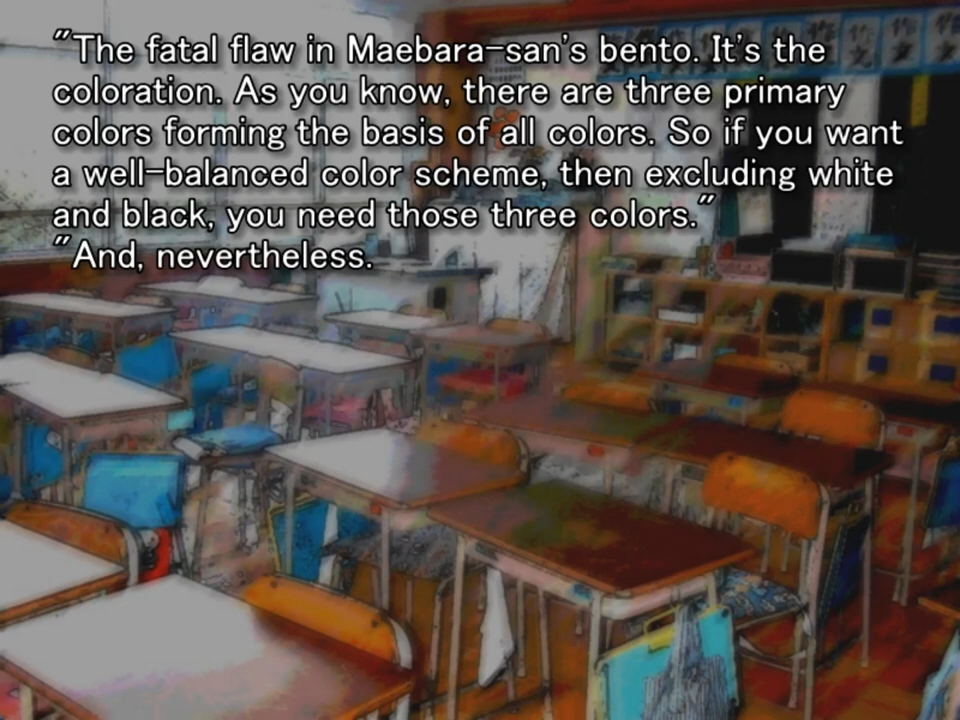 "The fatal flaw in Maebara-san's bento. It's the
coloration. As you know, there are three primary
colors forming the basis of all colors. So if you want
a well-balanced color scheme, then excluding white
and black, you need those three colors."
"And, nevertheless.